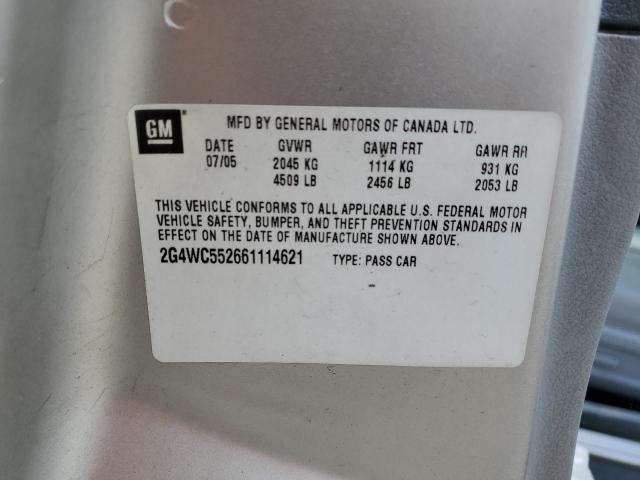 GM
MFD BY GENERAL MOTORS OF CANADA LTD.
DATE GVWR GAWR FRT GAWR RR
07/05 2045 KG 1114 KG 931 KG
4509 LB 2456 LB 2053 LB
THIS VEHICLE CONFORMS TO ALL APPLICABLE U.S. FEDERAL MOTOR
VEHICLE SAFETY, BUMPER, AND THEFT PREVENTION STANDARDS IN
EFFECT ON THE DATE OF MANUFACTURE SHOWN ABOVE.
2G4WC552661114621 TYPE: PASS CAR